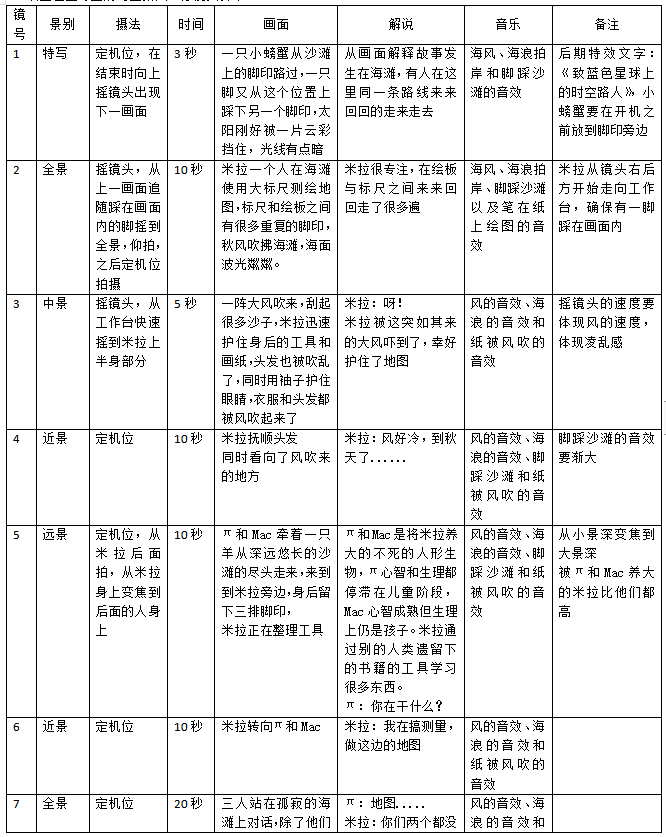 镜号 景别 摄法 时间 画面 解说 音乐 备注
1 特写 定机位，在结束时向上摇镜头出现下一画面 3 秒 一只小螃蟹从沙滩上的脚印路过，一只脚又从这个位置上踩下另一个脚印，太阳刚好被一片云彩挡住，光线有点暗 从画面解释故事发生在海滩，有人在这里同一条路线来来回回的走来走去 海风、海浪拍岸和脚踩沙滩的音效 后期特效文字：《致蓝色星球上的时空路人》，小螃蟹要在开机之前放到脚印旁边
2 全景 摇镜头，从上一画面追随踩在画面内的脚摇到全景，仰拍，之后定机位拍摄 10 秒 米拉一个人在海滩使用大标尺测绘地图，标尺和绘板之间有很多重复的脚印，秋风吹拂海滩，海面波光粼粼。 米拉很专注，在绘板与标尺之间来来回回走了很多遍 海风、海浪拍岸、脚踩沙滩以及笔在纸上绘图的音效 米拉从镜头右后方开始走向工作台，确保有一脚踩在画面内
3 中景 摇镜头，从工作台快速摇到米拉上半身部分 5 秒 一阵大风吹来，刮起很多沙子，米拉迅速护住身后的工具和画纸，头发也被吹乱了，同时用袖子护住眼睛，衣服和头发都被风吹起来了 米拉：呀！
米拉被这突如其来的大风吓到了，幸好护住了地图 风的音效、海浪的音效和纸被风吹的音效 摇镜头的速度要体现风的速度，体现凌乱感
4 近景 定机位 10 秒 米拉抚顺头发
同时看向了风吹来的地方 米拉：风好冷，到秋天了...... 风的音效、海浪的音效、脚踩沙滩和纸被风吹的音效 脚踩沙滩的音效要渐大
5 远景 定机位，从米拉后面拍，从米拉身上变焦到后面的人身上 10 秒 π和 Mac 牵着一只羊从深远悠长的沙滩的尽头走来，来到到米拉旁边，身后留下三排脚印，
米拉正在整理工具 π和 Mac 是将米拉养大的不死的人形生物，π心智和生理都停滞在儿童阶段，Mac 心智成熟但生理上仍是孩子。米拉通过别的人类遗留下的书籍的工具学习很多东西。
π：你在干什么？ 风的音效、海浪的音效、脚踩沙滩和纸被风吹的音效 从小景深变焦到大景深
被π和 Mac 养大的米拉比他们都高
6 近景 定机位 10 秒 米拉转向π和 Mac 米拉：我在搞测量，做这边的地图 风的音效、海浪的音效和纸被风吹的音效
7 全景 定机位 20 秒 三人站在孤寂的海滩上对话，除了他们 π：地图.....
米拉：你们两个都没 风的音效、海浪的音效和